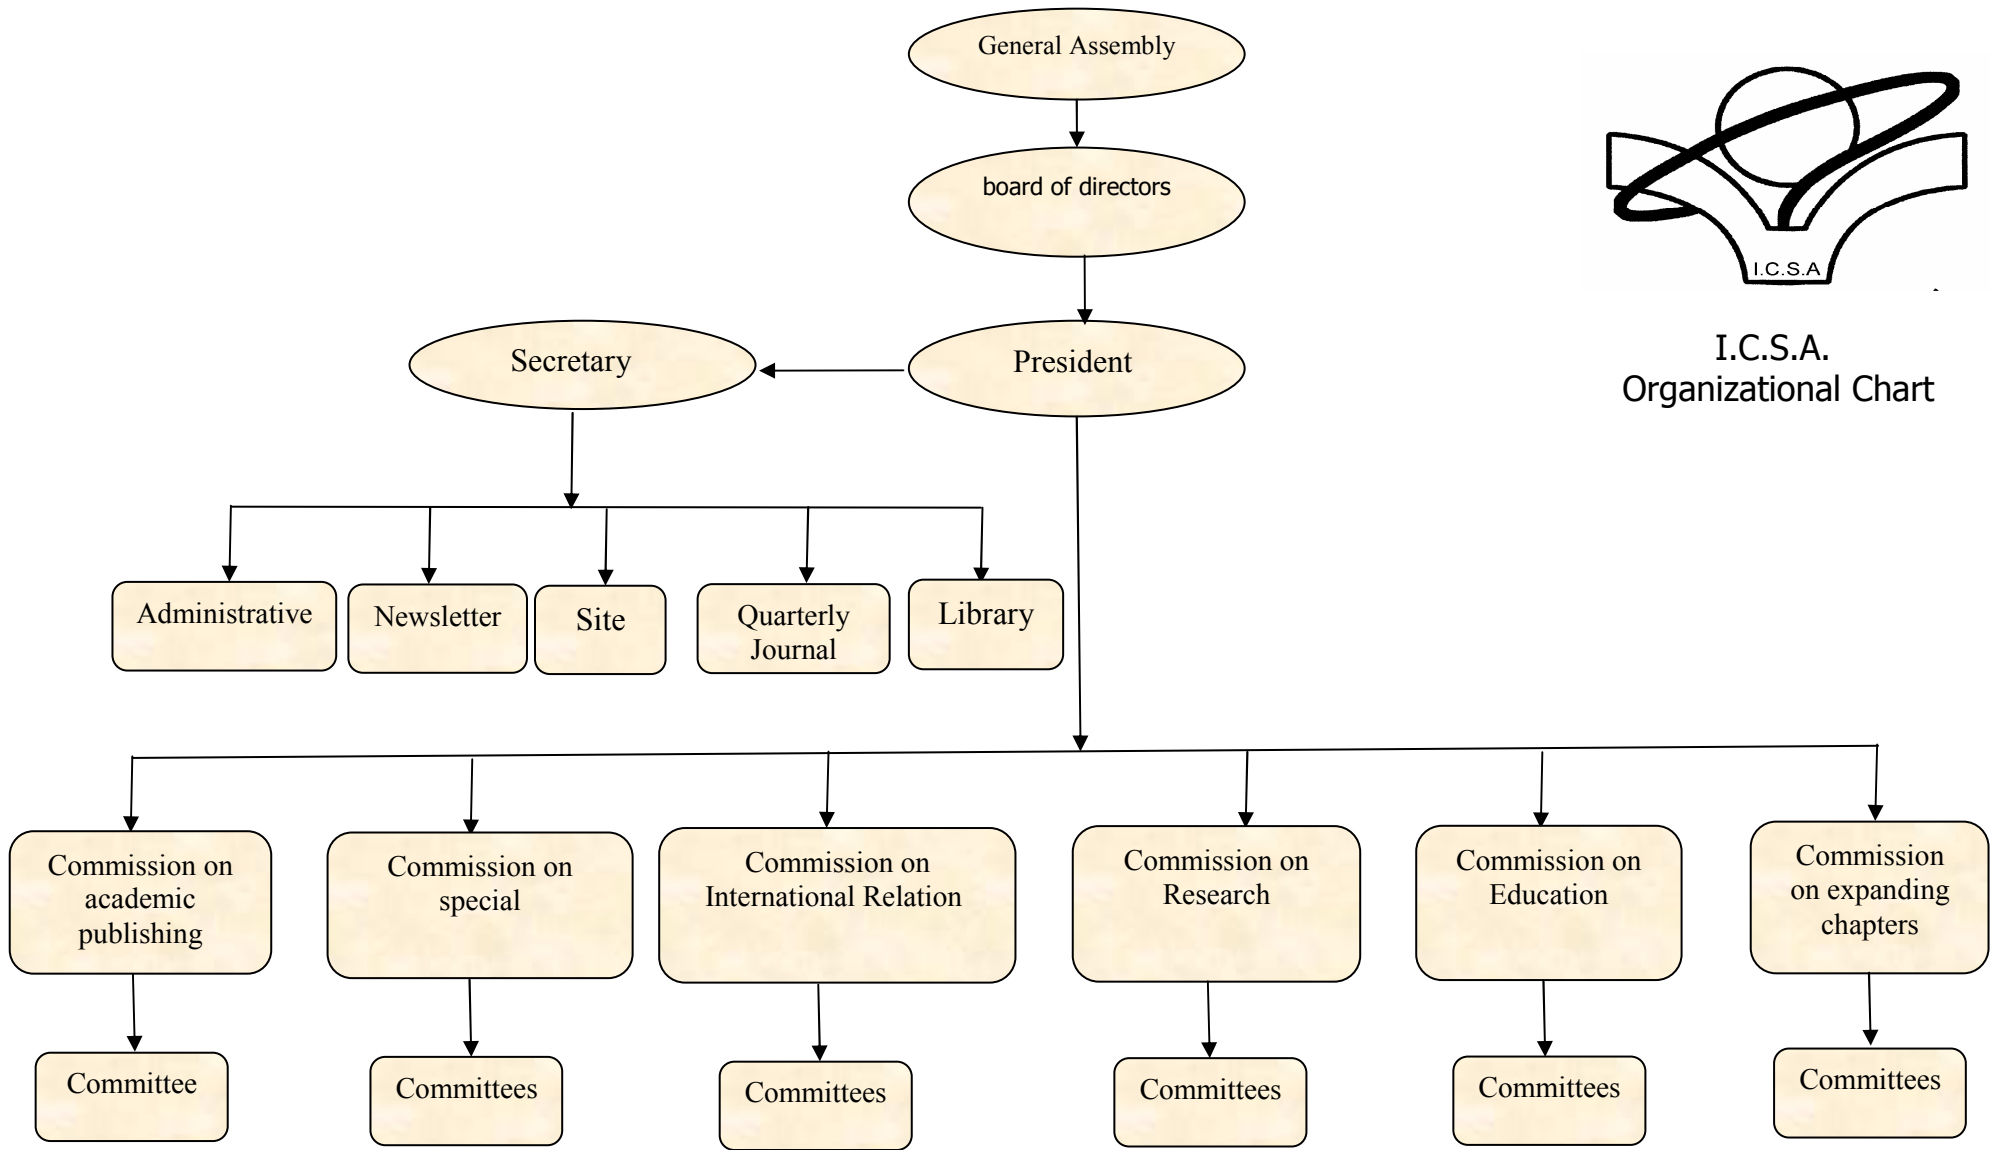 General Assembly
board of directors
I.C.S.A
I.C.S.A.
Organizational Chart
Secretary
President
Administrative
Newsletter
Site
Quarterly
Journal
Library
Commission on
academic
publishing
Commission on
special
Commission on
International Relation
Commission on
Research
Commission on
Education
Commission
on expanding
chapters
Committee
Committees
Committees
Committees
Committees
Committees